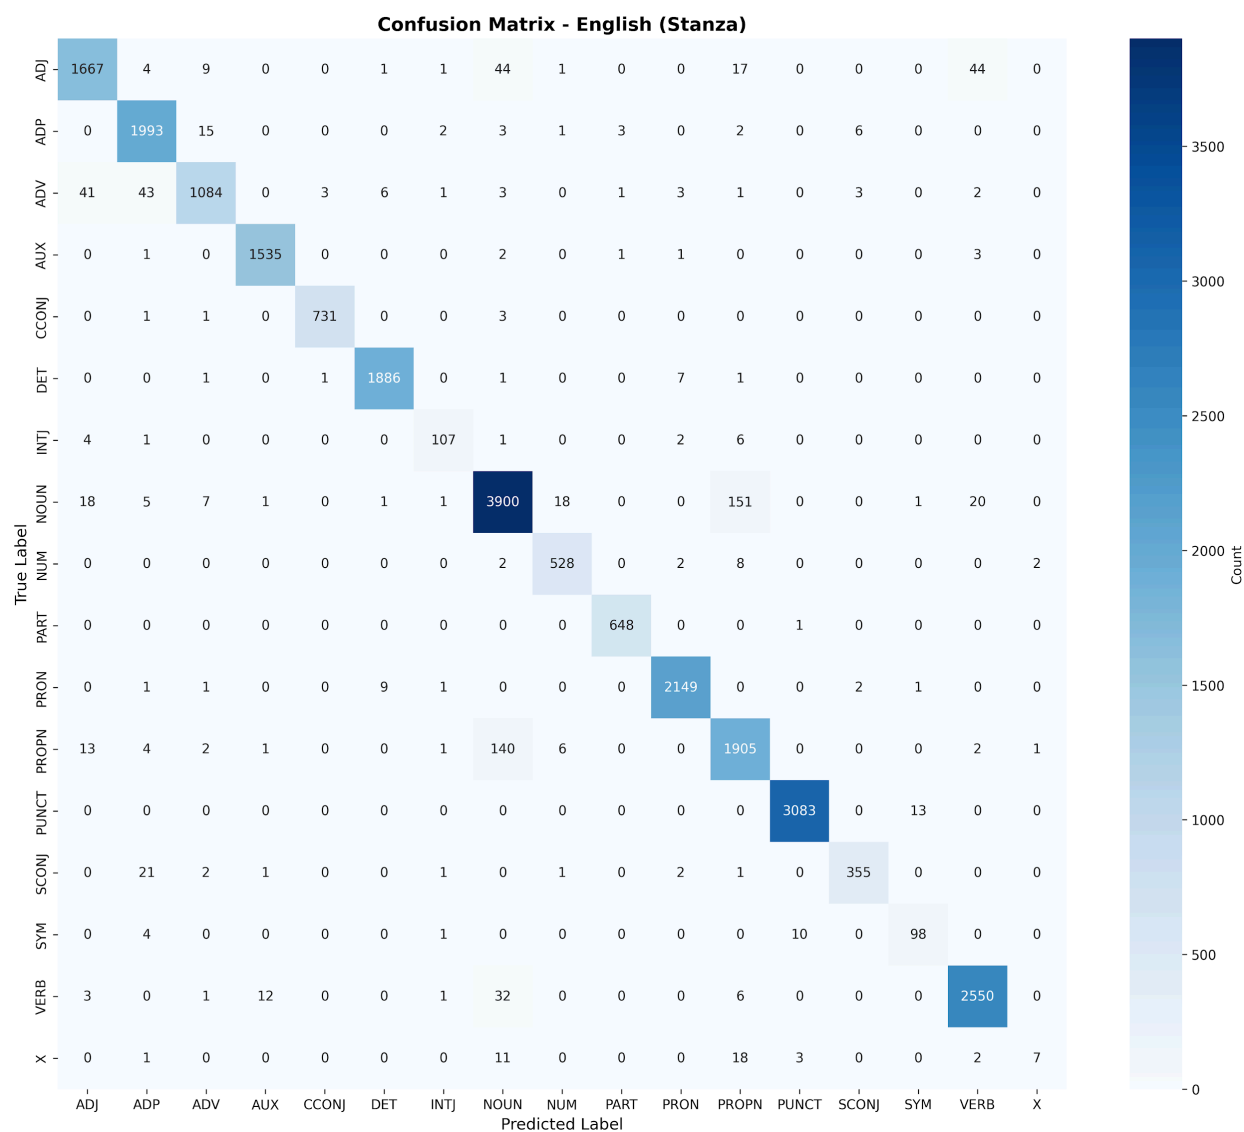 Confusion Matrix - English (Stanza)
True Label
ADJ 1667 4 9 0 0 1 1 44 1 0 0 17 0 0 0 44 0
ADP 0 1993 15 0 0 0 2 3 1 3 0 2 0 6 0 0 0
ADV 41 43 1084 0 3 6 1 3 0 1 3 1 0 3 0 2 0
AUX 0 1 0 1535 0 0 0 2 0 1 1 0 0 0 0 3 0
CCONJ 0 1 1 0 731 0 0 3 0 0 0 0 0 0 0 0 0
DET 0 0 1 0 1 1886 0 1 0 0 7 1 0 0 0 0 0
INTJ 4 1 0 0 0 0 107 1 0 0 2 6 0 0 0 0 0
NOUN 18 5 7 1 0 1 1 3900 18 0 0 151 0 0 1 20 0
NUM 0 0 0 0 0 0 0 2 528 0 2 8 0 0 0 0 2
PART 0 0 0 0 0 0 0 0 0 648 0 0 1 0 0 0 0
PRON 0 1 1 0 0 9 1 0 0 0 2149 0 0 2 1 0 0
PROPN 13 4 2 1 0 0 1 140 6 0 0 1905 0 0 0 2 1
PUNCT 0 0 0 0 0 0 0 0 0 0 0 0 3083 0 13 0 0
SCONJ 0 21 2 1 0 0 1 0 1 0 2 1 0 355 0 0 0
SYM 0 4 0 0 0 0 1 0 0 0 0 0 10 0 98 0 0
VERB 3 0 1 12 0 0 1 32 0 0 0 6 0 0 0 2550 0
X 0 1 0 0 0 0 0 11 0 0 0 18 3 0 0 2 7
ADJ ADP ADV AUX CCONJ DET INTJ NOUN NUM PART PRON PROPN PUNCT SCONJ SYM VERB X
Predicted Label
3500
3000
2500
2000
1500
1000
500
0
Count